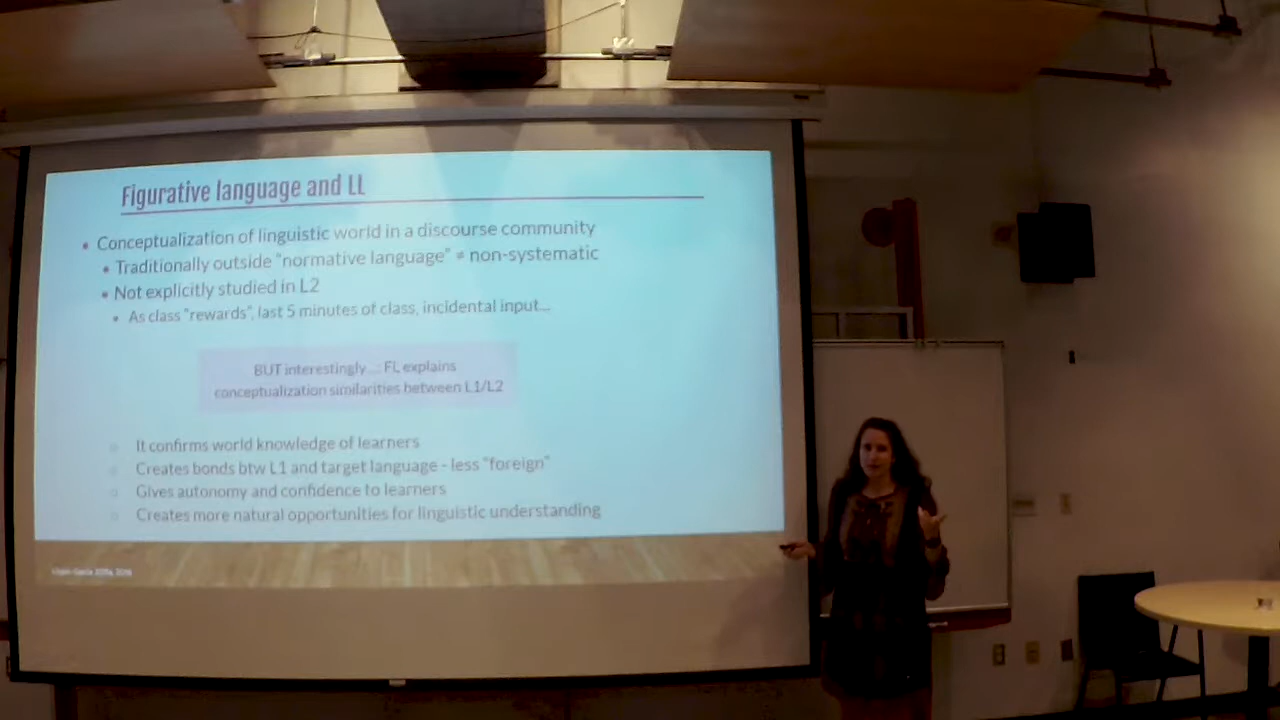 Figurative language and LL
• Conceptualization of linguistic world in a discourse community
• Traditionally outside "normative language" ≠ non-systematic
• Not explicitly studied in L2
• As class "rewards", last 5 minutes of class, incidental input...
BUT interestingly...: FL explains
conceptualization similarities between L1/L2
○ It confirms world knowledge of learners
○ Creates bonds btw L1 and target language - less "foreign"
○ Gives autonomy and confidence to learners
○ Creates more natural opportunities for linguistic understanding